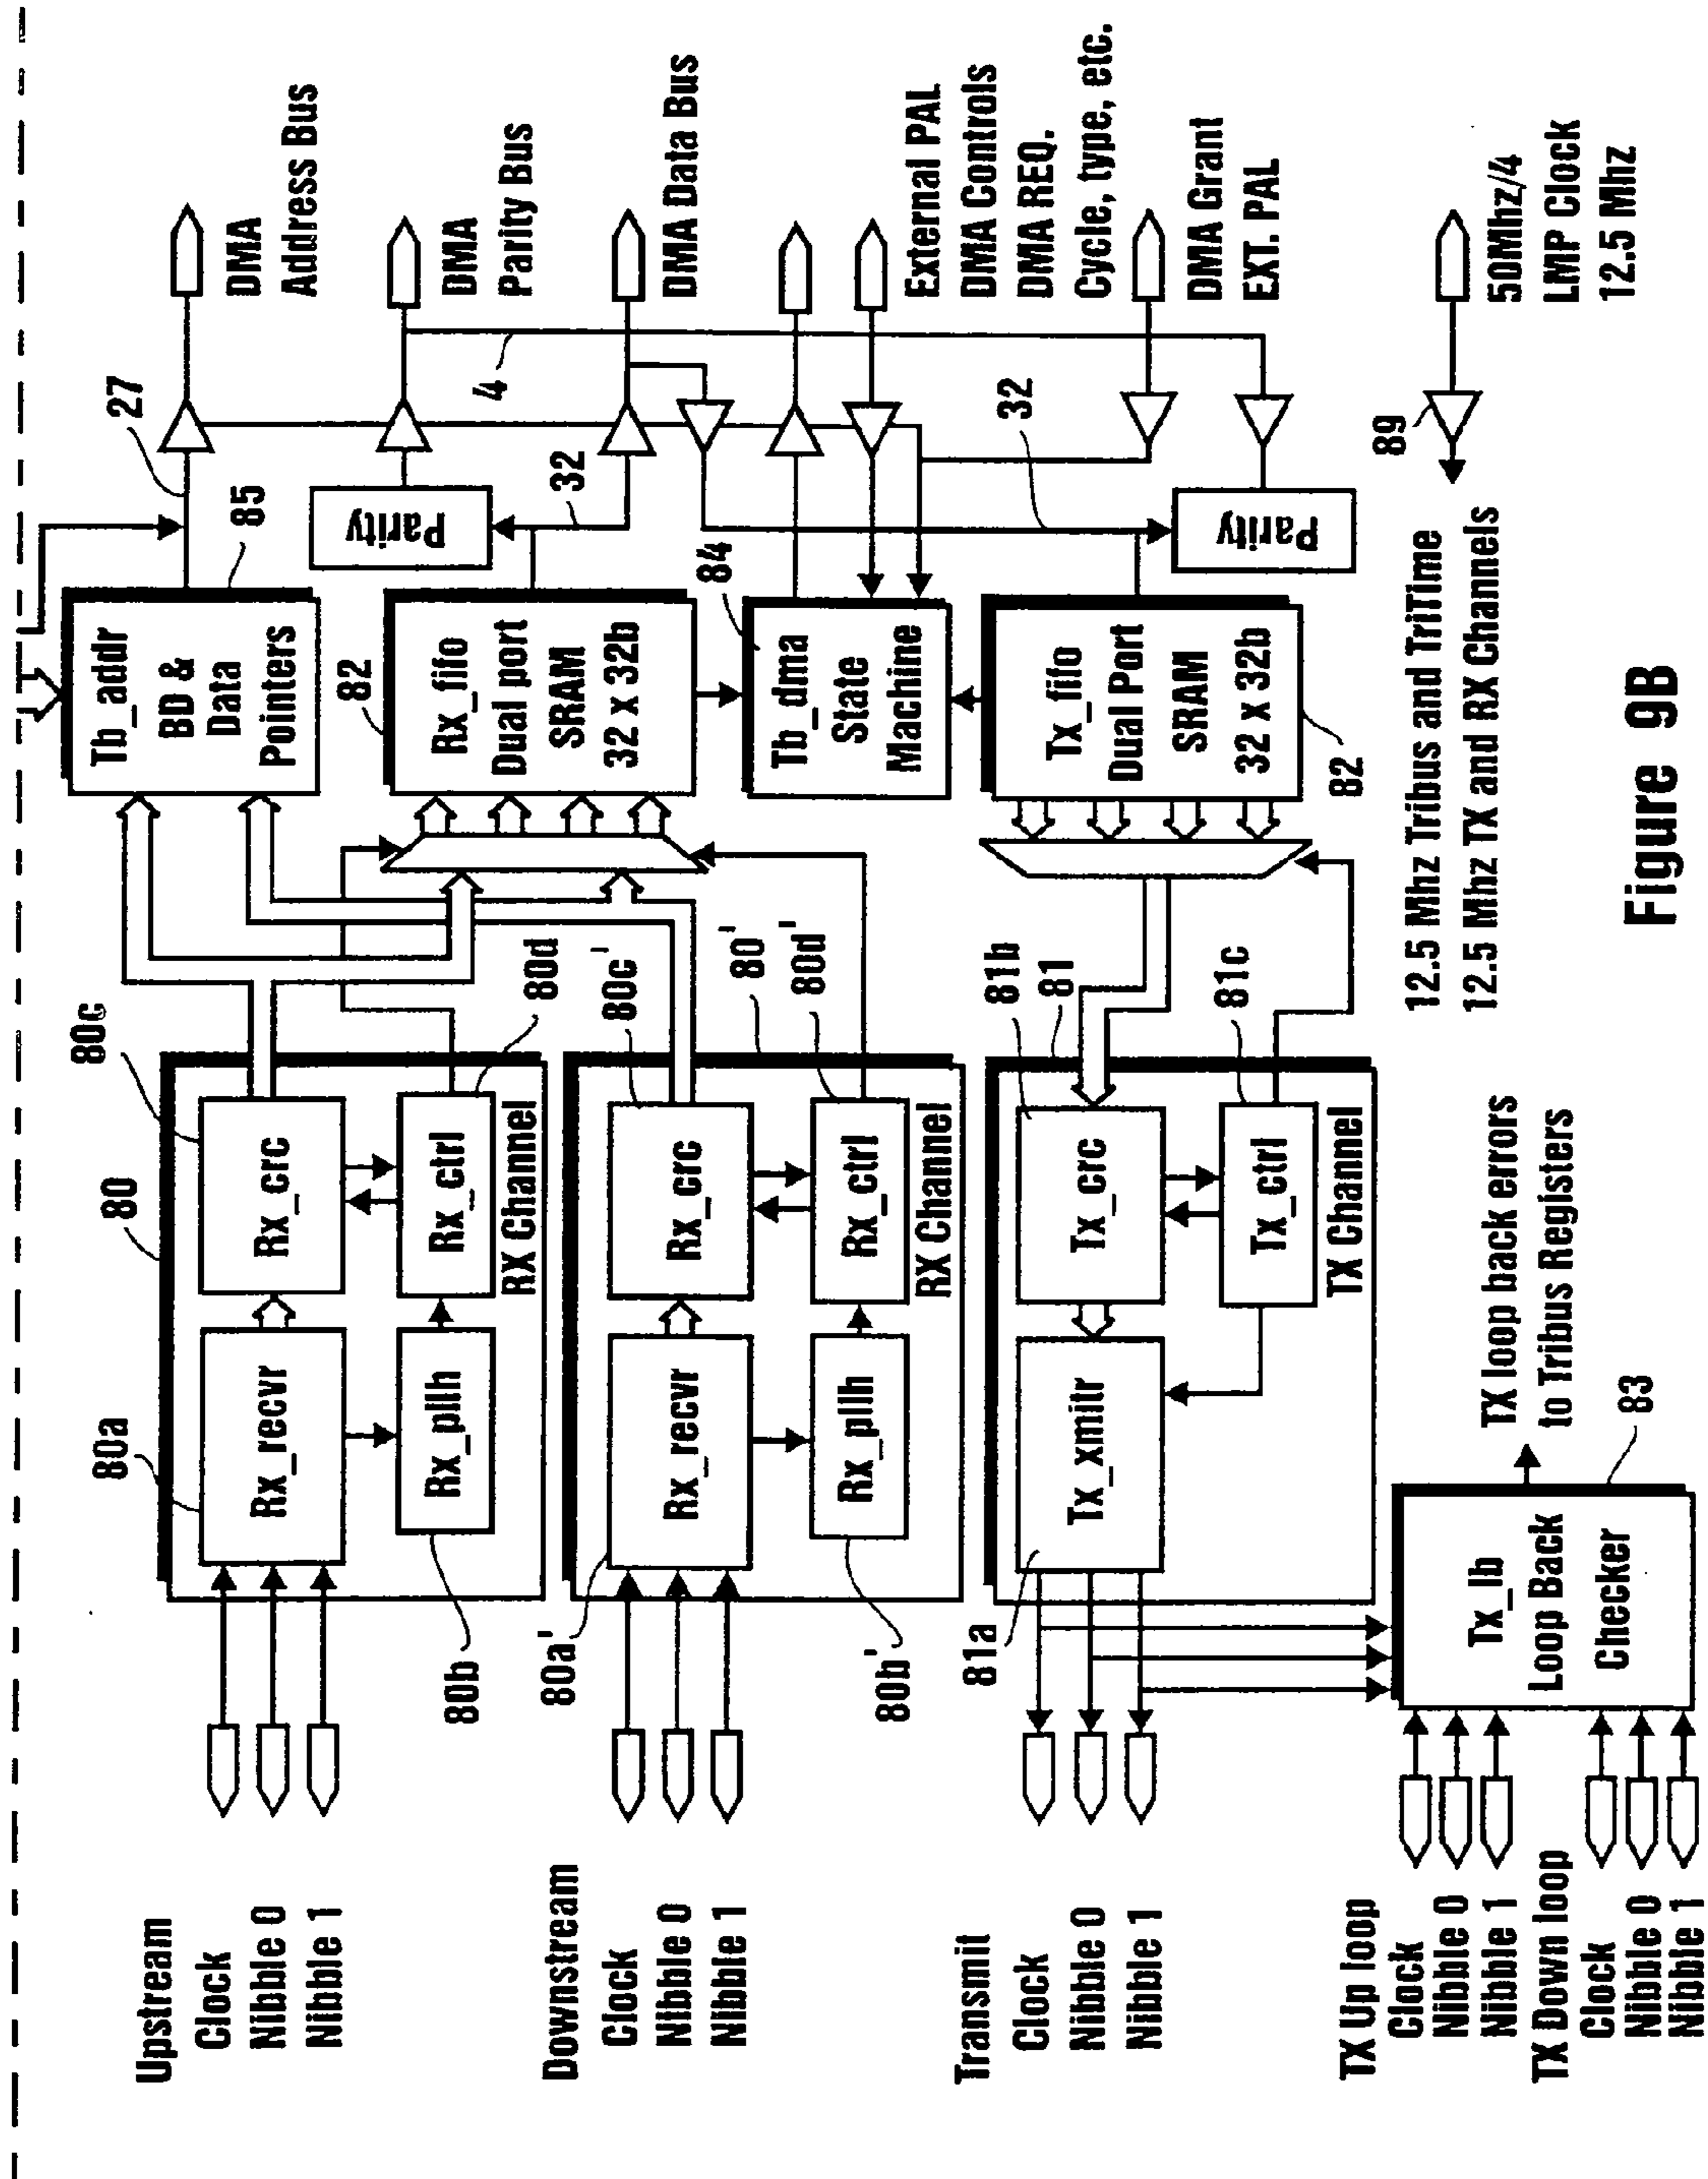 Upstream
Clock
Nibble 0
Nibble 1
80a
80
80c
Rx_recvr
Rx_crc
Rx_pllh
Rx_ctrl
RX Channel
80b
80d
Downstream
Clock
Nibble 0
Nibble 1
80a'
80c'
80'
80d'
Rx_recvr
Rx_crc
Rx_pllh
Rx_ctrl
RX Channel
80b'
Transmit
Clock
Nibble 0
Nibble 1
81a
81b
81
81c
Tx_xmitr
Tx_crc
Tx_ctrl
TX Channel
TX Up loop
Clock
Nibble 0
Nibble 1
TX Down loop
Clock
Nibble 0
Nibble 1
Tx_lb
Loop Back
Checker
83
TX loop back errors
to Tribus Registers
Tb_addr
BD &
Data
Pointers
85
27
82
Rx_fifo
Dual port
SRAM
32 x 32b
Parity
32
4
84
Tb_dma
State
Machine
Tx_fifo
Dual Port
SRAM
32 x 32b
82
32
Parity
DMA
Address Bus
DMA
Parity Bus
DMA Data Bus
External PAL
DMA Controls
DMA REQ.
Cycle, type, etc.
DMA Grant
EXT. PAL
89
50Mhz/4
LMP Clock
12.5 Mhz
12.5 Mhz Tribus and TriTime
12.5 Mhz TX and RX Channels
Figure 9B